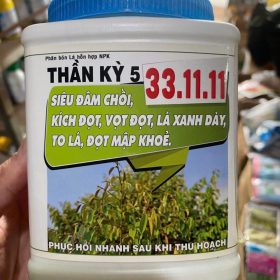 Phân bón Lá hỗn hợp NPK
THẦN KỲ 5 33.11.11
SIÊU ĐÂM CHỒI,
KÍCH ĐỌT, VỌT ĐỌT, LÁ XANH DÀY,
TO LÁ, ĐỌT MẬP KHOẺ.
PHỤC HỒI NHANH SAU KHI THU HOẠCH